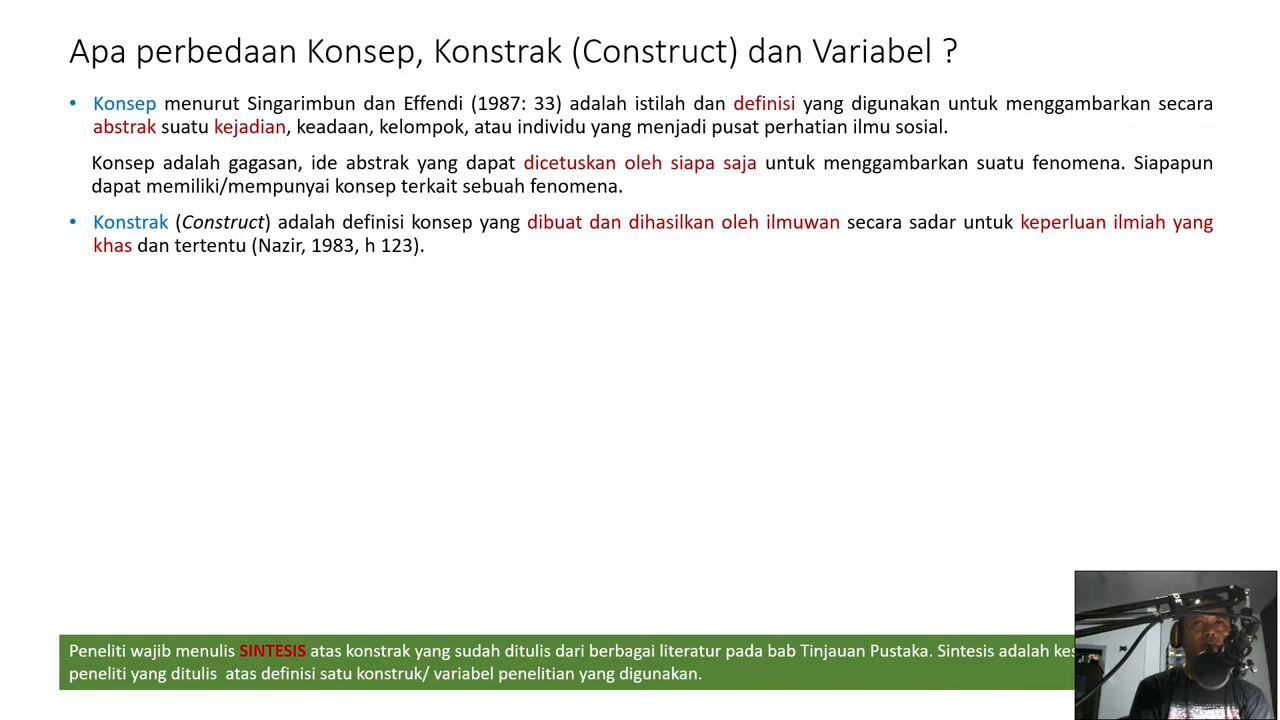 Apa perbedaan Konsep, Konstrak (Construct) dan Variabel ?
• Konsep menurut Singarimbun dan Effendi (1987: 33) adalah istilah dan definisi yang digunakan untuk menggambarkan secara
abstrak suatu kejadian, keadaan, kelompok, atau individu yang menjadi pusat perhatian ilmu sosial.
Konsep adalah gagasan, ide abstrak yang dapat dicetuskan oleh siapa saja untuk menggambarkan suatu fenomena. Siapapun
dapat memiliki/mempunyai konsep terkait sebuah fenomena.
• Konstrak (Construct) adalah definisi konsep yang dibuat dan dihasilkan oleh ilmuwan secara sadar untuk keperluan ilmiah yang
khas dan tertentu (Nazir, 1983, h 123).
Peneliti wajib menulis SINTESIS atas konstrak yang sudah ditulis dari berbagai literatur pada bab Tinjauan Pustaka. Sintesis adalah
peneliti yang ditulis atas definisi satu konstruk/ variabel penelitian yang digunakan.